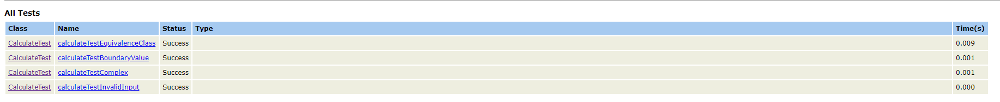 All Tests
Class Name Status Type Time(s)
CalculateTest calculateTestEquivalenceClass Success 0.009
CalculateTest calculateTestBoundaryValue Success 0.001
CalculateTest calculateTestComplex Success 0.001
CalculateTest calculateTestInvalidInput Success 0.000